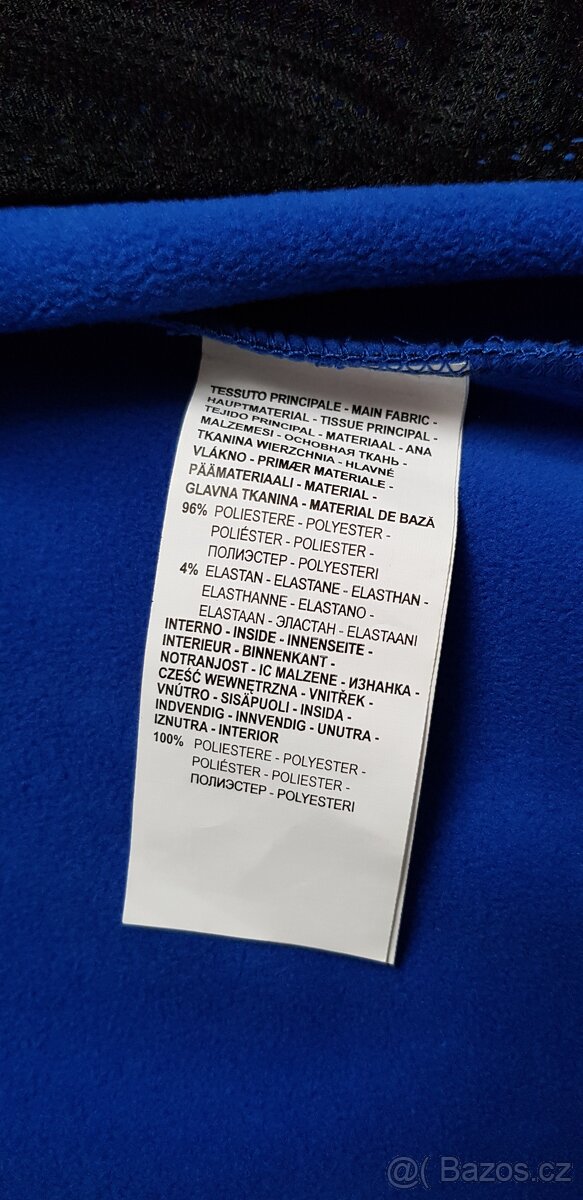 TESSUTO PRINCIPALE - MAIN FABRIC -
HAUPTMATERIAL - TISSUE PRINCIPAL -
TEJIDO PRINCIPAL - MATERIAAL - ANA
MALZEMESI - ОСНОВНАЯ ТКАНЬ -
TKANINA WIERZCHNIA - HLAVNÉ
VLÁKNO - PRIMÆR MATERIALE -
PÄÄMATERIAALI - MATERIAL -
GLAVNA TKANINA - MATERIAL DE BAZĂ
96% POLIESTERE - POLYESTER -
POLIÉSTER - POLIESTER -
ПОЛИЭСТЕР - POLYESTERI
4% ELASTAN - ELASTANE - ELASTHAN -
ELASTHANNE - ELASTANO -
ELASTAAN - ЭЛАСТАН - ELASTAANI
INTERNO - INSIDE - INNENSEITE -
INTERIEUR - BINNENKANT -
NOTRANJOST - IC MALZENE - ИЗНАНКА -
CZEŚĆ WEWNĘTRZNA - VNITŘEK -
VNÚTRO - SISÄPUOLI - INSIDA -
INDVENDIG - INNVENDIG - UNUTRA -
IZNUTRA - INTERIOR
100% POLIESTERE - POLYESTER -
POLIÉSTER - POLIESTER -
ПОЛИЭСТЕР - POLYESTERI
@( Bazos.cz